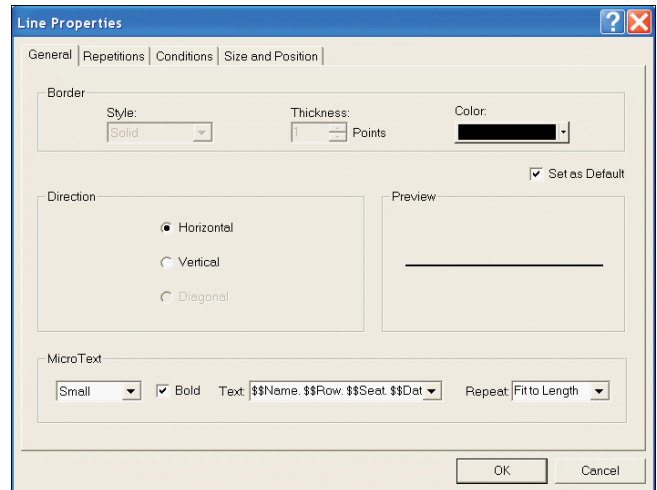 Line Properties
General Repetitions Conditions Size and Position
Border
Style: Thickness: Color:
Solid 1 Points
Set as Default
Direction Preview
Horizontal
Vertical
Diagonal
MicroText
Small Bold Text: $$Name. $$Row. $$Seat. $$Dat Repeat: Fit to Length
OK Cancel